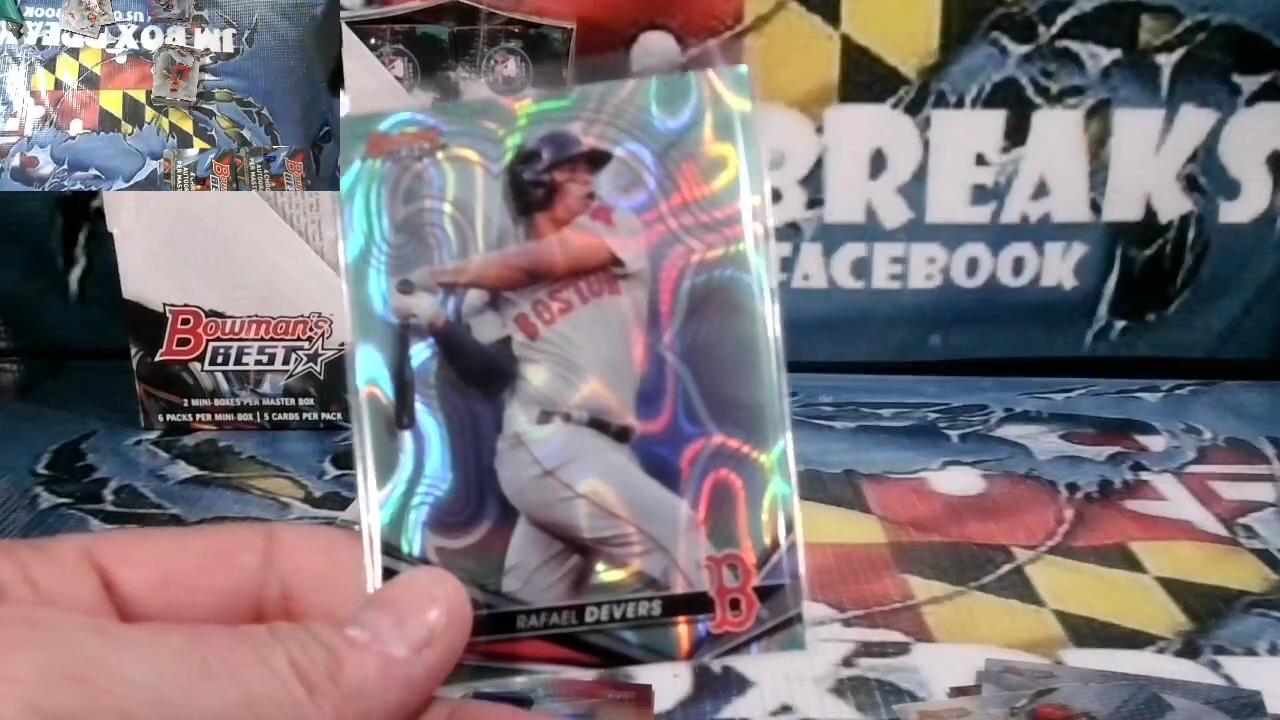 JM BOX BREAKS
BREAKS
FACEBOOK
Bowman's
BEST
2 MINI-BOXES PER MASTER BOX
6 PACKS PER MINI-BOX | 5 CARDS PER PACK
BOSTON
RAFAEL DEVERS
B